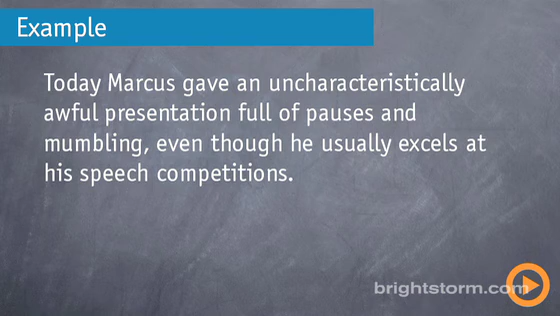 Example
Today Marcus gave an uncharacteristically
awful presentation full of pauses and
mumbling, even though he usually excels at
his speech competitions.
brightstorm.com